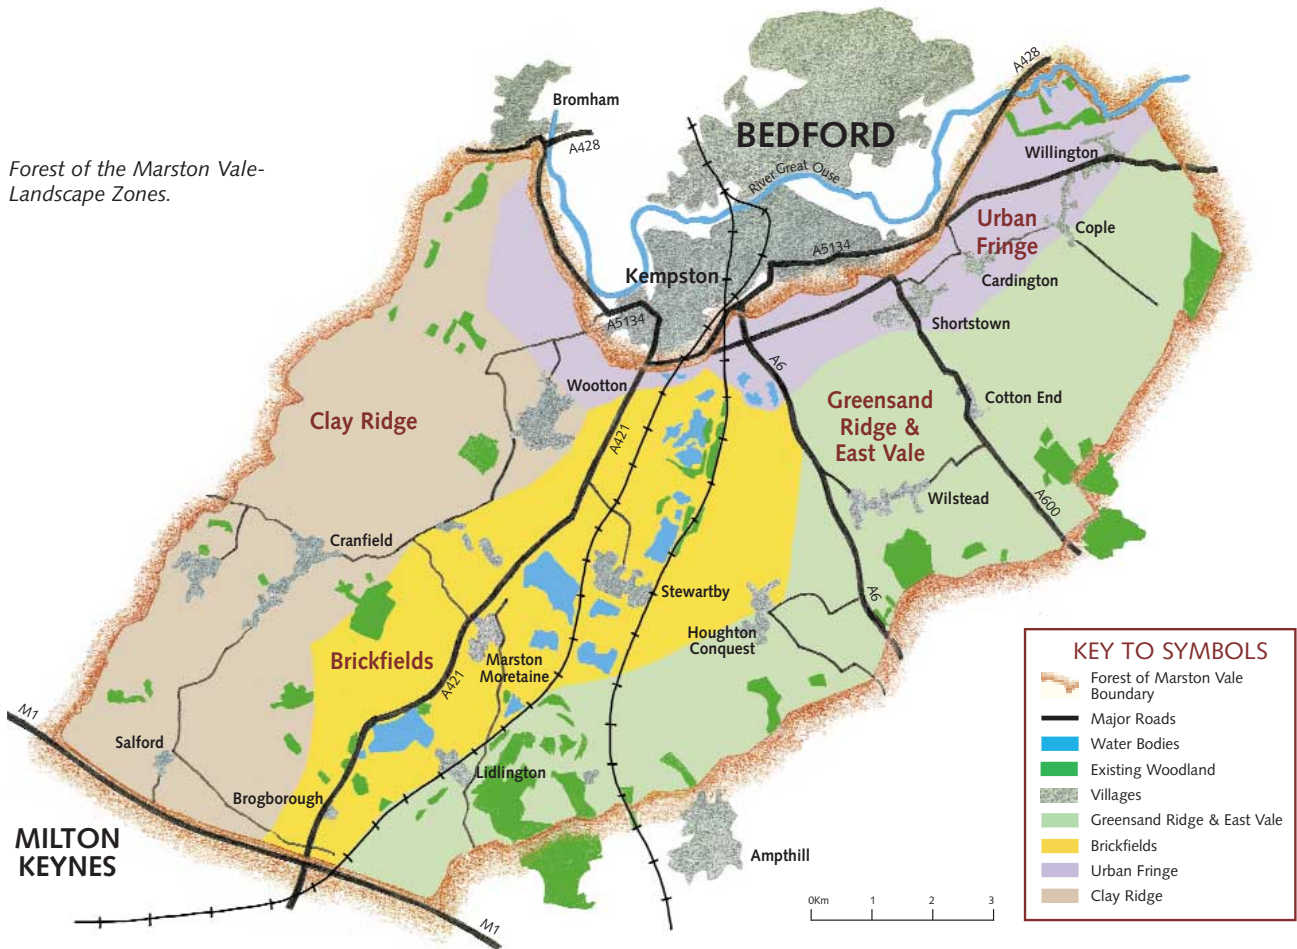 Forest of the Marston Vale-
Landscape Zones.
Bromham
A428
A428
BEDFORD
River Great Ouse
Willington
Urban
Fringe
Cople
A5134
Kempston
Cardington
A5134
Shortstown
A6
Wootton
Clay Ridge
Greensand
Ridge &
East Vale
Cotton End
A421
Wilstead
A600
Cranfield
Stewartby
A6
Houghton
Conquest
Brickfields
Marston
Moretaine
A421
M1
Salford
Lidlington
Brogborough
MILTON
KEYNES
Ampthill
M1
KEY TO SYMBOLS
Forest of Marston Vale
Boundary
Major Roads
Water Bodies
Existing Woodland
Villages
Greensand Ridge & East Vale
Brickfields
Urban Fringe
Clay Ridge
0Km 1 2 3